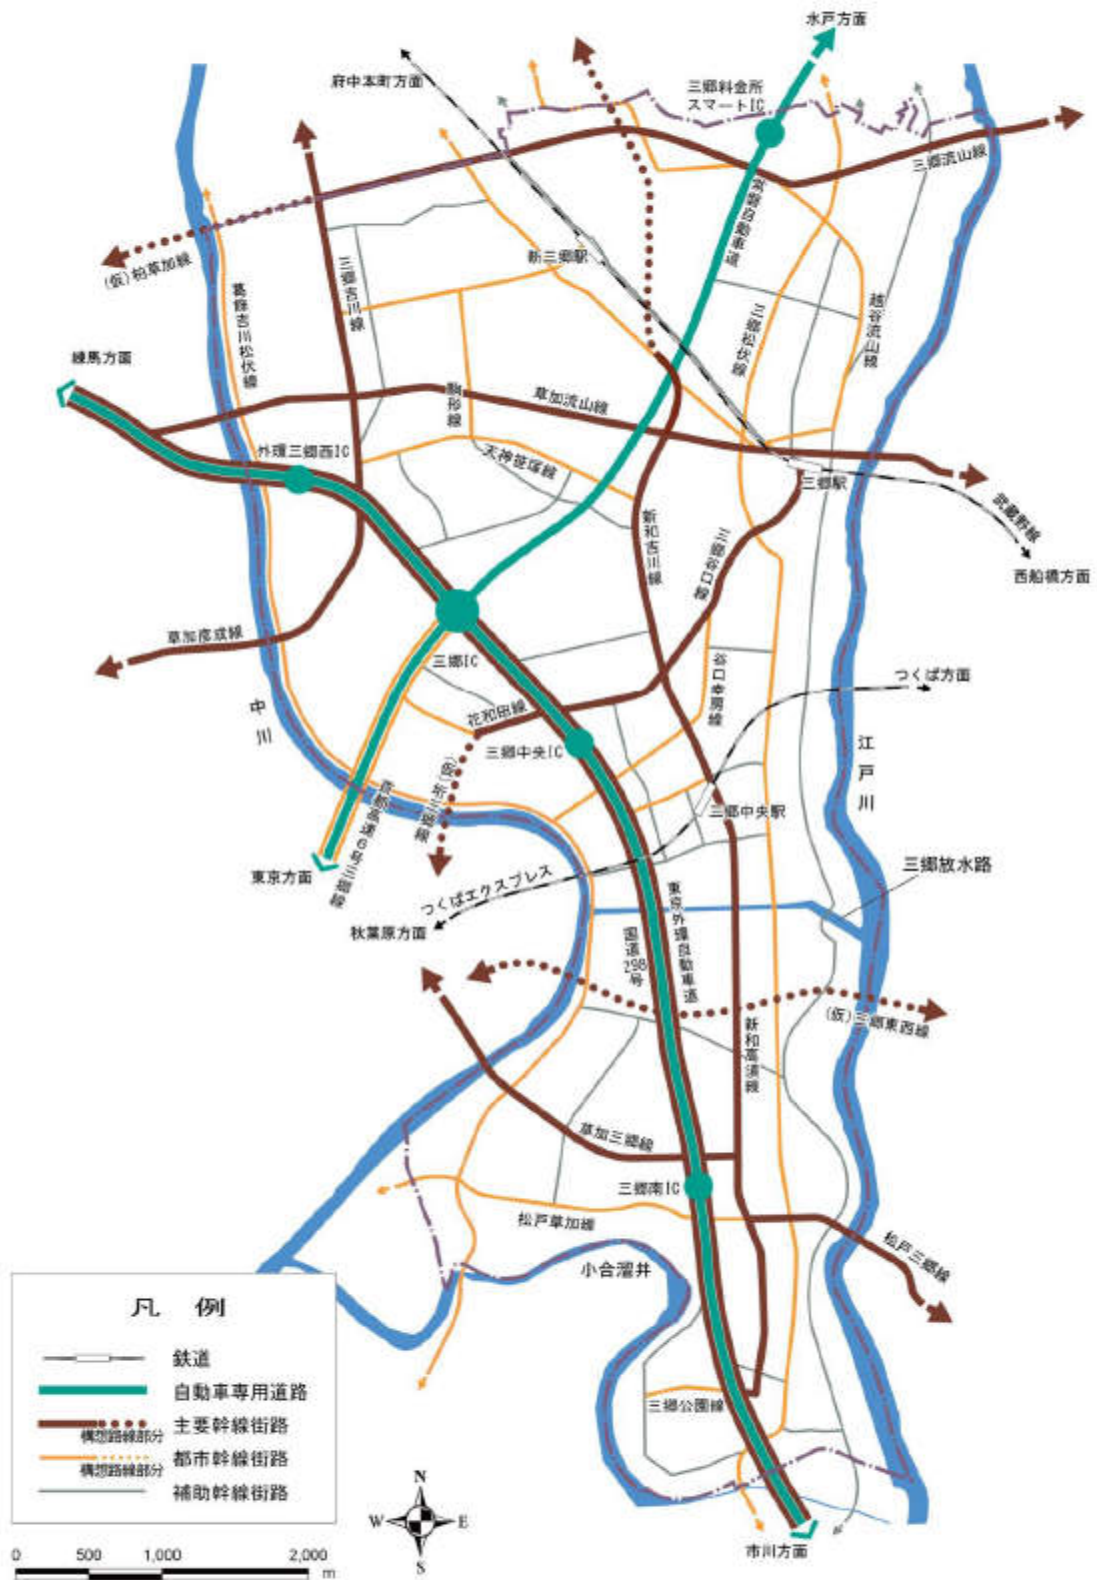 水戸方面
府中本町方面
三郷料金所
スマートIC
三郷流山線
常磐自動車道
(仮)柏草加線
新三郷駅
三郷吉川線
葛飾吉川松伏線
三郷松伏線
越谷流山線
練馬方面
駒形線
草加流山線
外環三郷西IC
天神笹塚線
三郷駅
武蔵野線
新和吉川線
三郷谷口線
西船橋方面
草加彦成線
三郷IC
谷口幸房線
つくば方面
中川
花和田線
三郷中央IC
江戸川
三郷中央駅
首都高速6号三郷線
東京方面
三郷放水路
つくばエクスプレス
秋葉原方面
国道298号
東京外環自動車道
(仮)三郷東西線
新和高須線
草加三郷線
三郷南IC
松戸草加線
松戸三郷線
小合溜井
三郷公園線
市川方面
凡 例
鉄道
自動車専用道路
主要幹線街路
構想路線部分
都市幹線街路
構想路線部分
補助幹線街路
N
W E
S
0 500 1,000 2,000
m